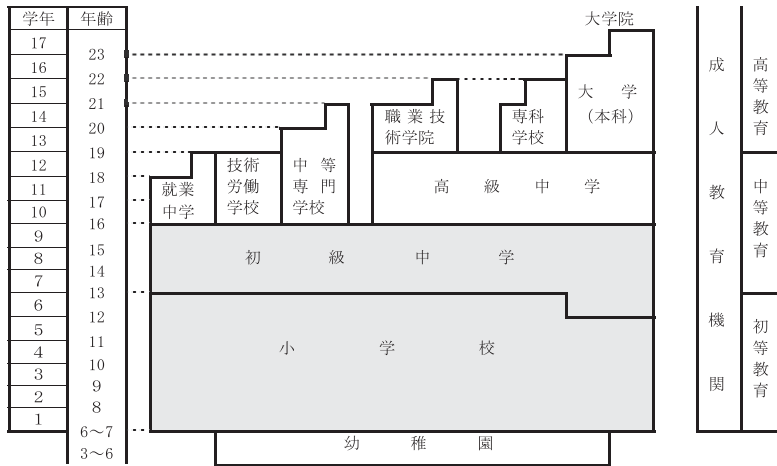 学年
年齢
17
16
15
14
13
12
11
10
9
8
7
6
5
4
3
2
1
23
22
21
20
19
18
17
16
15
14
13
12
11
10
9
8
6～7
3～6
大学院
大学
（本科）
専科
学校
職業技
術学院
中等
専門
学校
技術
労働
学校
就業
中学
高級中学
初級中学
小学校
幼稚園
成人教育機関
高等教育
中等教育
初等教育